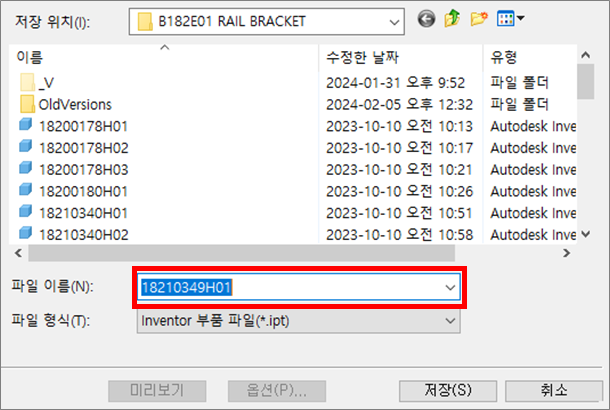 저장 위치(I): B182E01 RAIL BRACKET
이름 수정한 날짜 유형
_V 2024-01-31 오후 9:52 파일 폴더
OldVersions 2024-02-05 오후 12:32 파일 폴더
18200178H01 2023-10-10 오전 10:13 Autodesk Inve
18200178H02 2023-10-10 오전 10:17 Autodesk Inve
18200178H03 2023-10-10 오전 10:21 Autodesk Inve
18200180H01 2023-10-10 오전 10:26 Autodesk Inve
18210340H01 2023-10-10 오전 10:51 Autodesk Inve
18210340H02 2023-10-10 오전 10:58 Autodesk Inve
파일 이름(N): 18210349H01
파일 형식(T): Inventor 부품 파일(*.ipt)
미리보기 옵션(P)... 저장(S) 취소